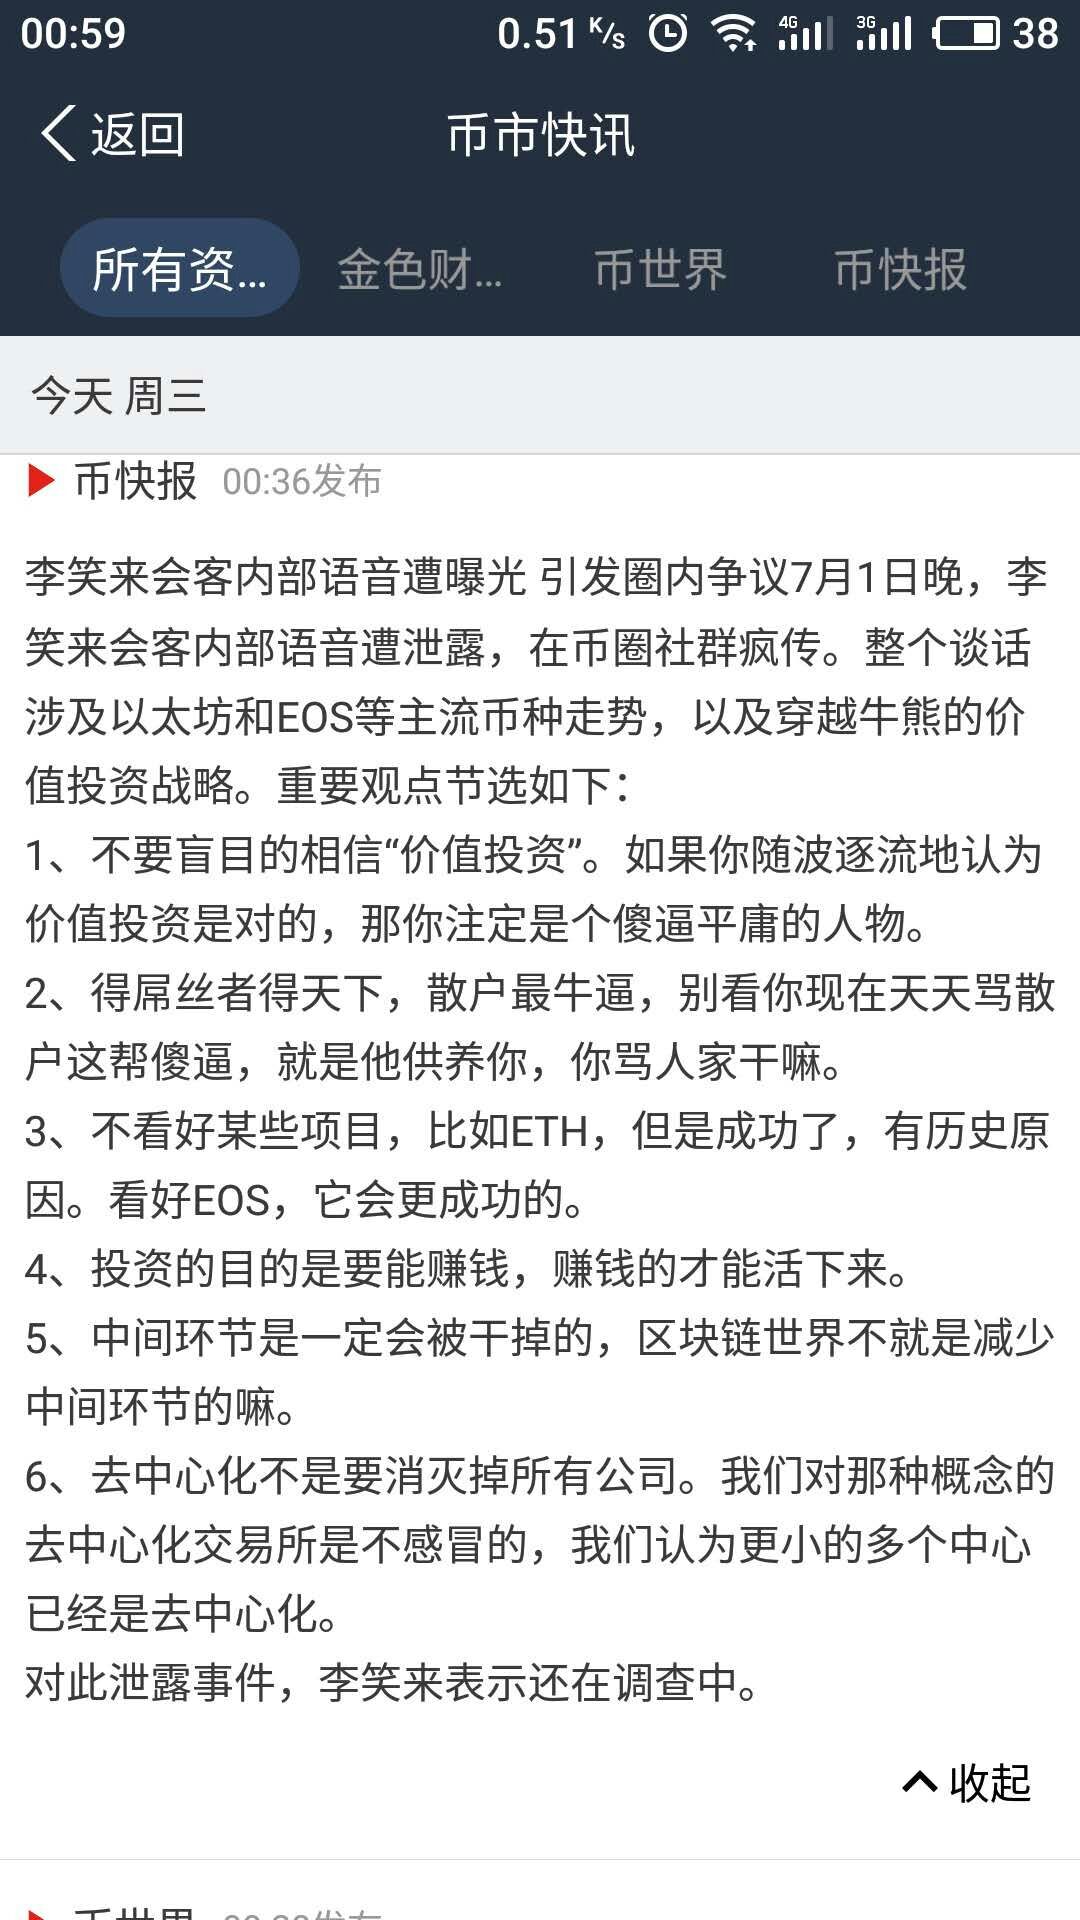 00:59 0.51 K/s 4G 3G 38
返回 币市快讯
所有资... 金色财... 币世界 币快报
今天 周三
币快报 00:36发布
李笑来会客内部语音遭曝光 引发圈内争议7月1日晚，李
笑来会客内部语音遭泄露，在币圈社群疯传。整个谈话
涉及以太坊和EOS等主流币种走势，以及穿越牛熊的价
值投资战略。重要观点节选如下：
1、不要盲目的相信“价值投资”。如果你随波逐流地认为
价值投资是对的，那你注定是个傻逼平庸的人物。
2、得屌丝者得天下，散户最牛逼，别看你现在天天骂散
户这帮傻逼，就是他供养你，你骂人家干嘛。
3、不看好某些项目，比如ETH，但是成功了，有历史原
因。看好EOS，它会更成功的。
4、投资的目的是要能赚钱，赚钱的才能活下来。
5、中间环节是一定会被干掉的，区块链世界不就是减少
中间环节的嘛。
6、去中心化不是要消灭掉所有公司。我们对那种概念的
去中心化交易所是不感冒的，我们认为更小的多个中心
已经是去中心化。
对此泄露事件，李笑来表示还在调查中。
收起
币世界